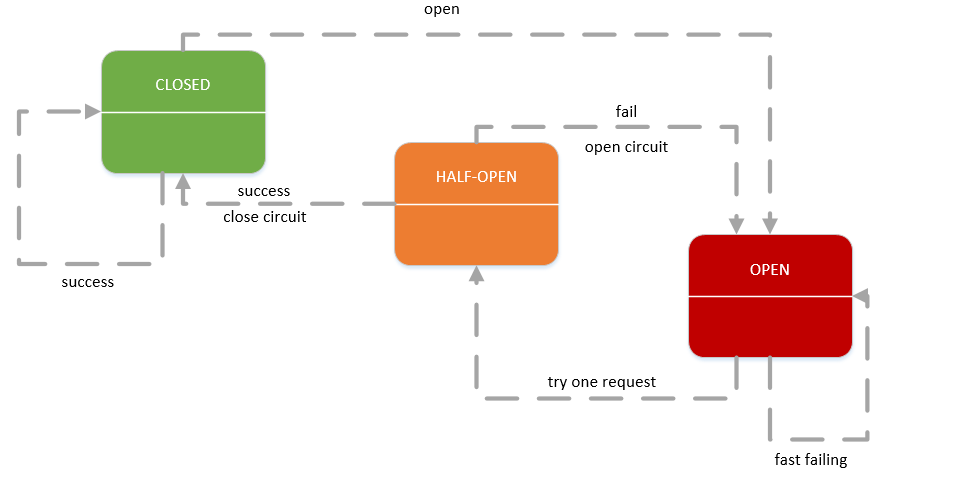 open
CLOSED
fail
open circuit
HALF-OPEN
success
close circuit
OPEN
success
try one request
fast failing